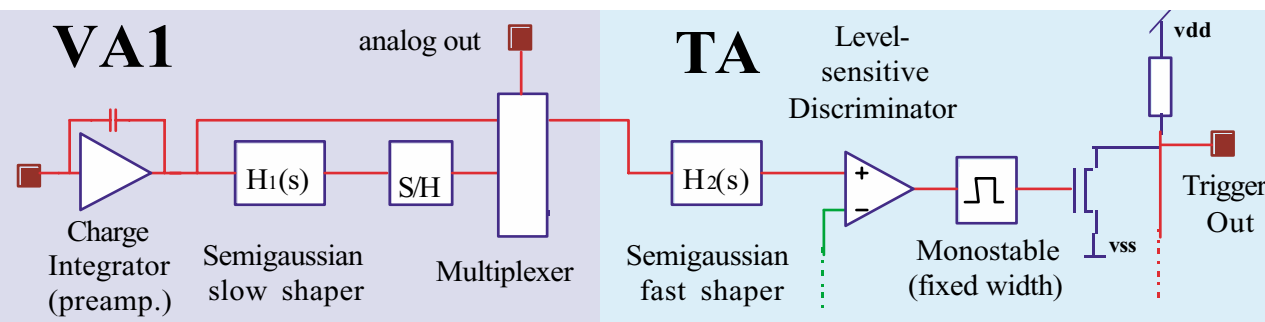 VA1
analog out
H1(s)
S/H
Charge
Integrator
(preamp.)
Semigaussian
slow shaper
Multiplexer
TA
Level-
sensitive
Discriminator
vdd
H2(s)
+
−
Trigger
Out
vss
Semigaussian
fast shaper
Monostable
(fixed width)